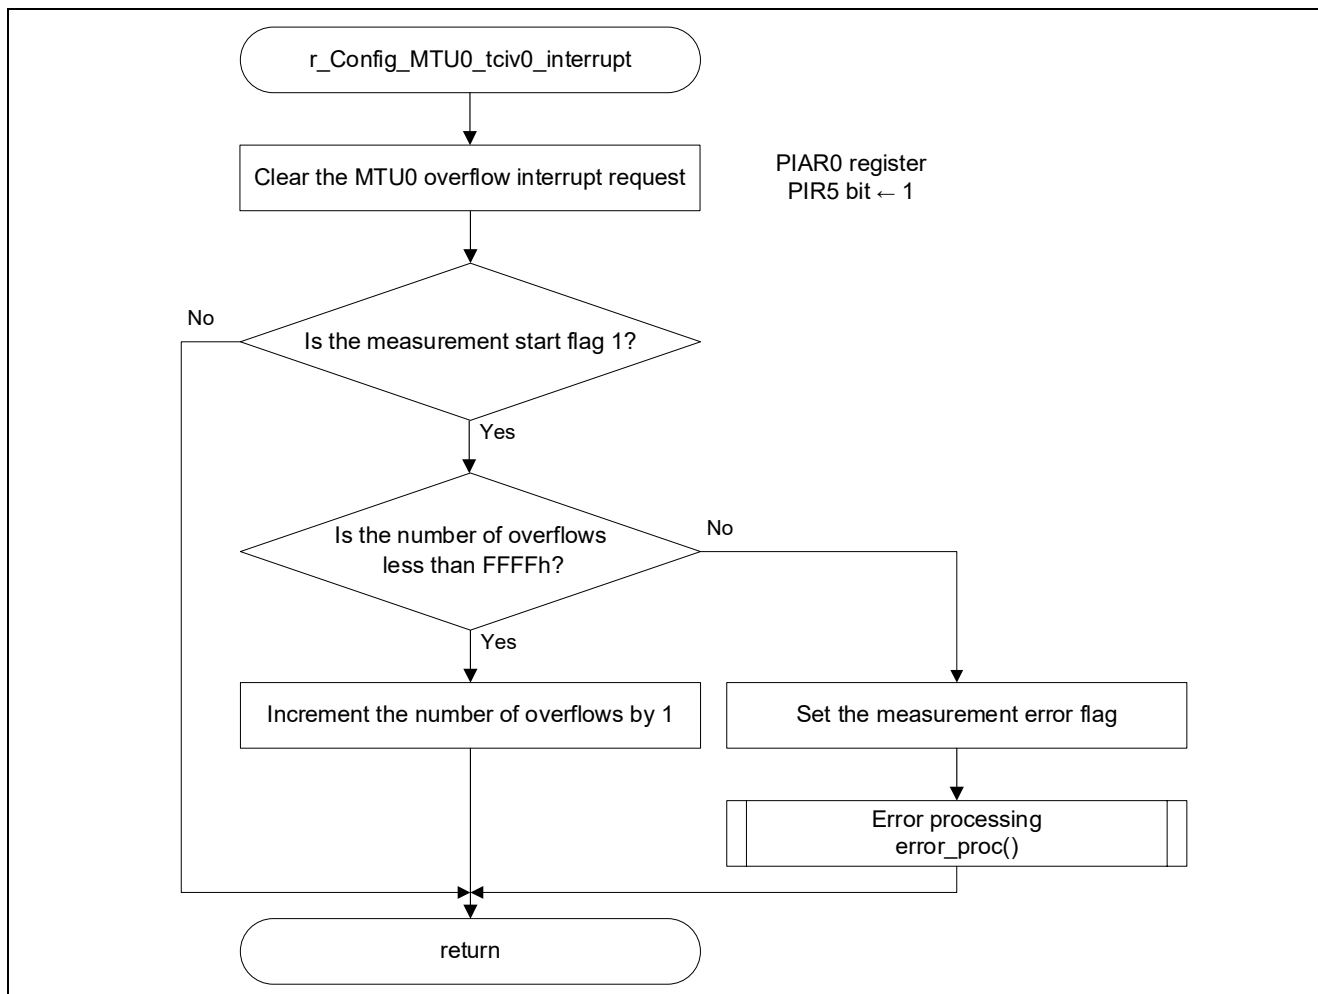 r_Config_MTU0_tciv0_interrupt
Clear the MTU0 overflow interrupt request
PIAR0 register
PIR5 bit ← 1
No
Is the measurement start flag 1?
Yes
Is the number of overflows
less than FFFFh?
No
Yes
Increment the number of overflows by 1
Set the measurement error flag
Error processing
error_proc()
return